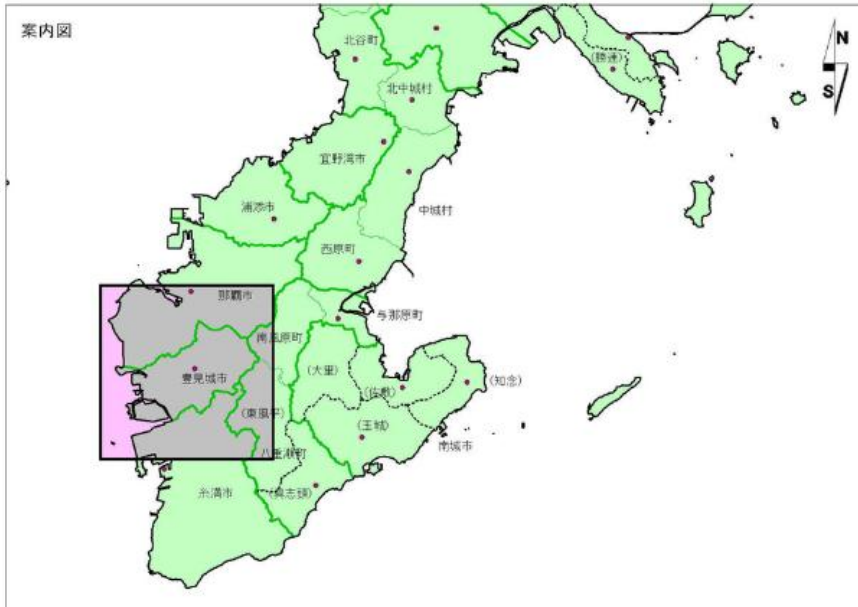 案内図
N
S
北谷町
(勝連)
北中城村
宜野湾市
浦添市
中城村
西原町
那覇市
与那原町
南風原町
(大里)
豊見城市
(佐敷)
(知念)
(東風平)
(玉城)
南城市
八重瀬町
糸満市
(具志頭)